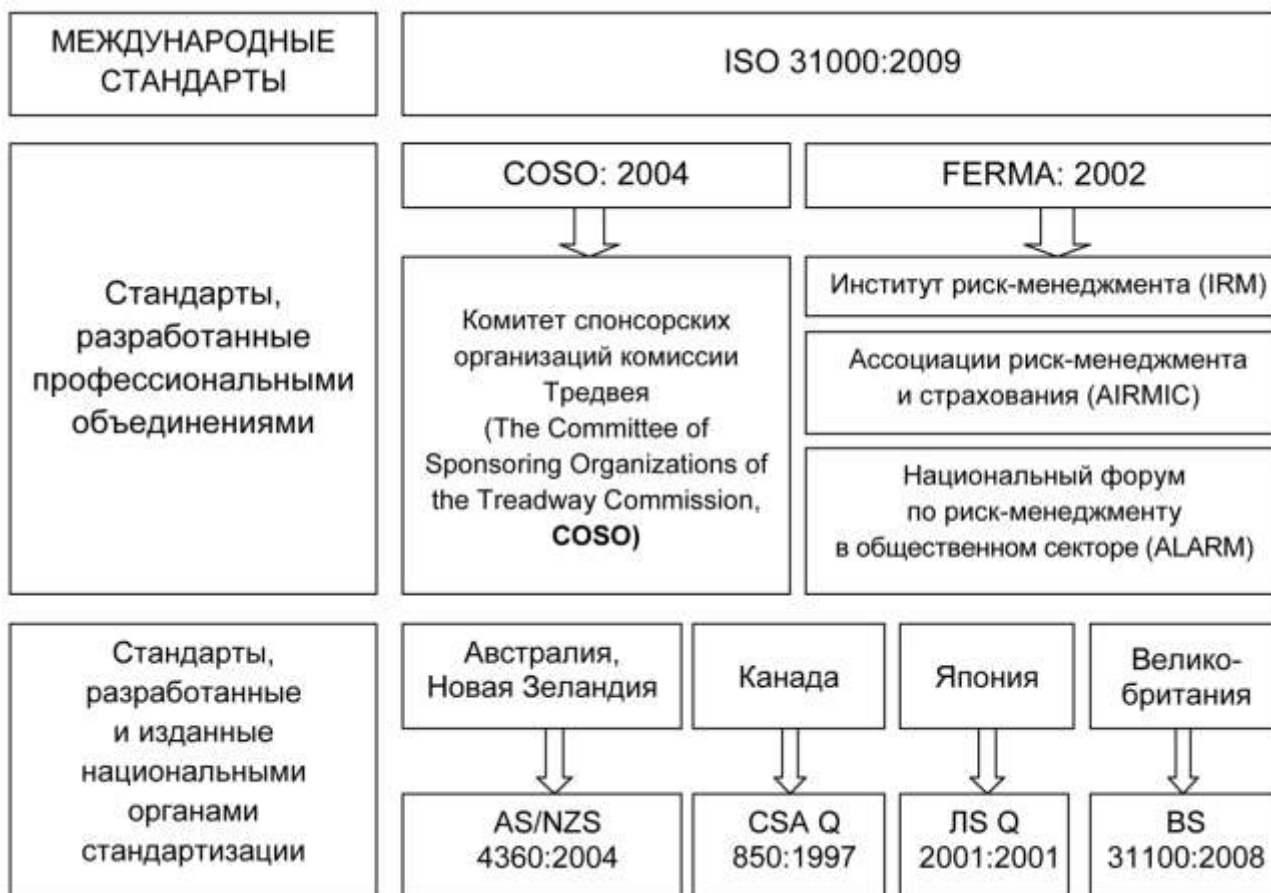 МЕЖДУНАРОДНЫЕ
СТАНДАРТЫ
ISO 31000:2009
Стандарты,
разработанные
профессиональными
объединениями
COSO: 2004
FERMA: 2002
Комитет спонсорских
организаций комиссии
Тредвея
(The Committee of
Sponsoring Organizations of
the Treadway Commission,
COSO)
Институт риск-менеджмента (IRM)
Ассоциации риск-менеджмента
и страхования (AIRMIC)
Национальный форум
по риск-менеджменту
в общественном секторе (ALARM)
Стандарты,
разработанные
и изданные
национальными
органами
стандартизации
Австралия,
Новая Зеландия
Канада
Япония
Велико-
британия
AS/NZS
4360:2004
CSA Q
850:1997
ЛS Q
2001:2001
BS
31100:2008